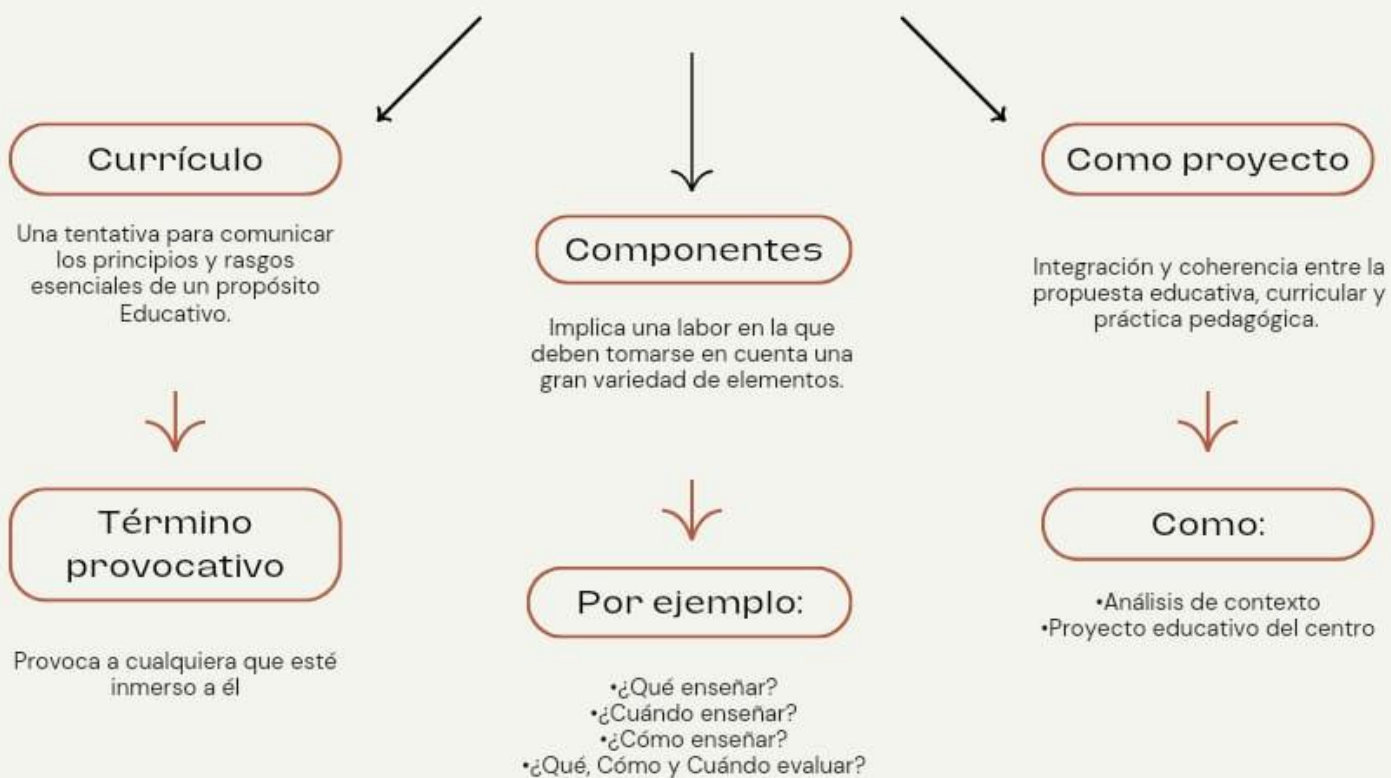 Currículo
Una tentativa para comunicar
los principios y rasgos
esenciales de un propósito
Educativo.
Término
provocativo
Provoca a cualquiera que esté
inmerso a él
Componentes
Implica una labor en la que
deben tomarse en cuenta una
gran variedad de elementos.
Por ejemplo:
•¿Qué enseñar?
•¿Cuándo enseñar?
•¿Cómo enseñar?
•¿Qué, Cómo y Cuándo evaluar?
Como proyecto
Integración y coherencia entre la
propuesta educativa, curricular y
práctica pedagógica.
Como:
•Análisis de contexto
•Proyecto educativo del centro